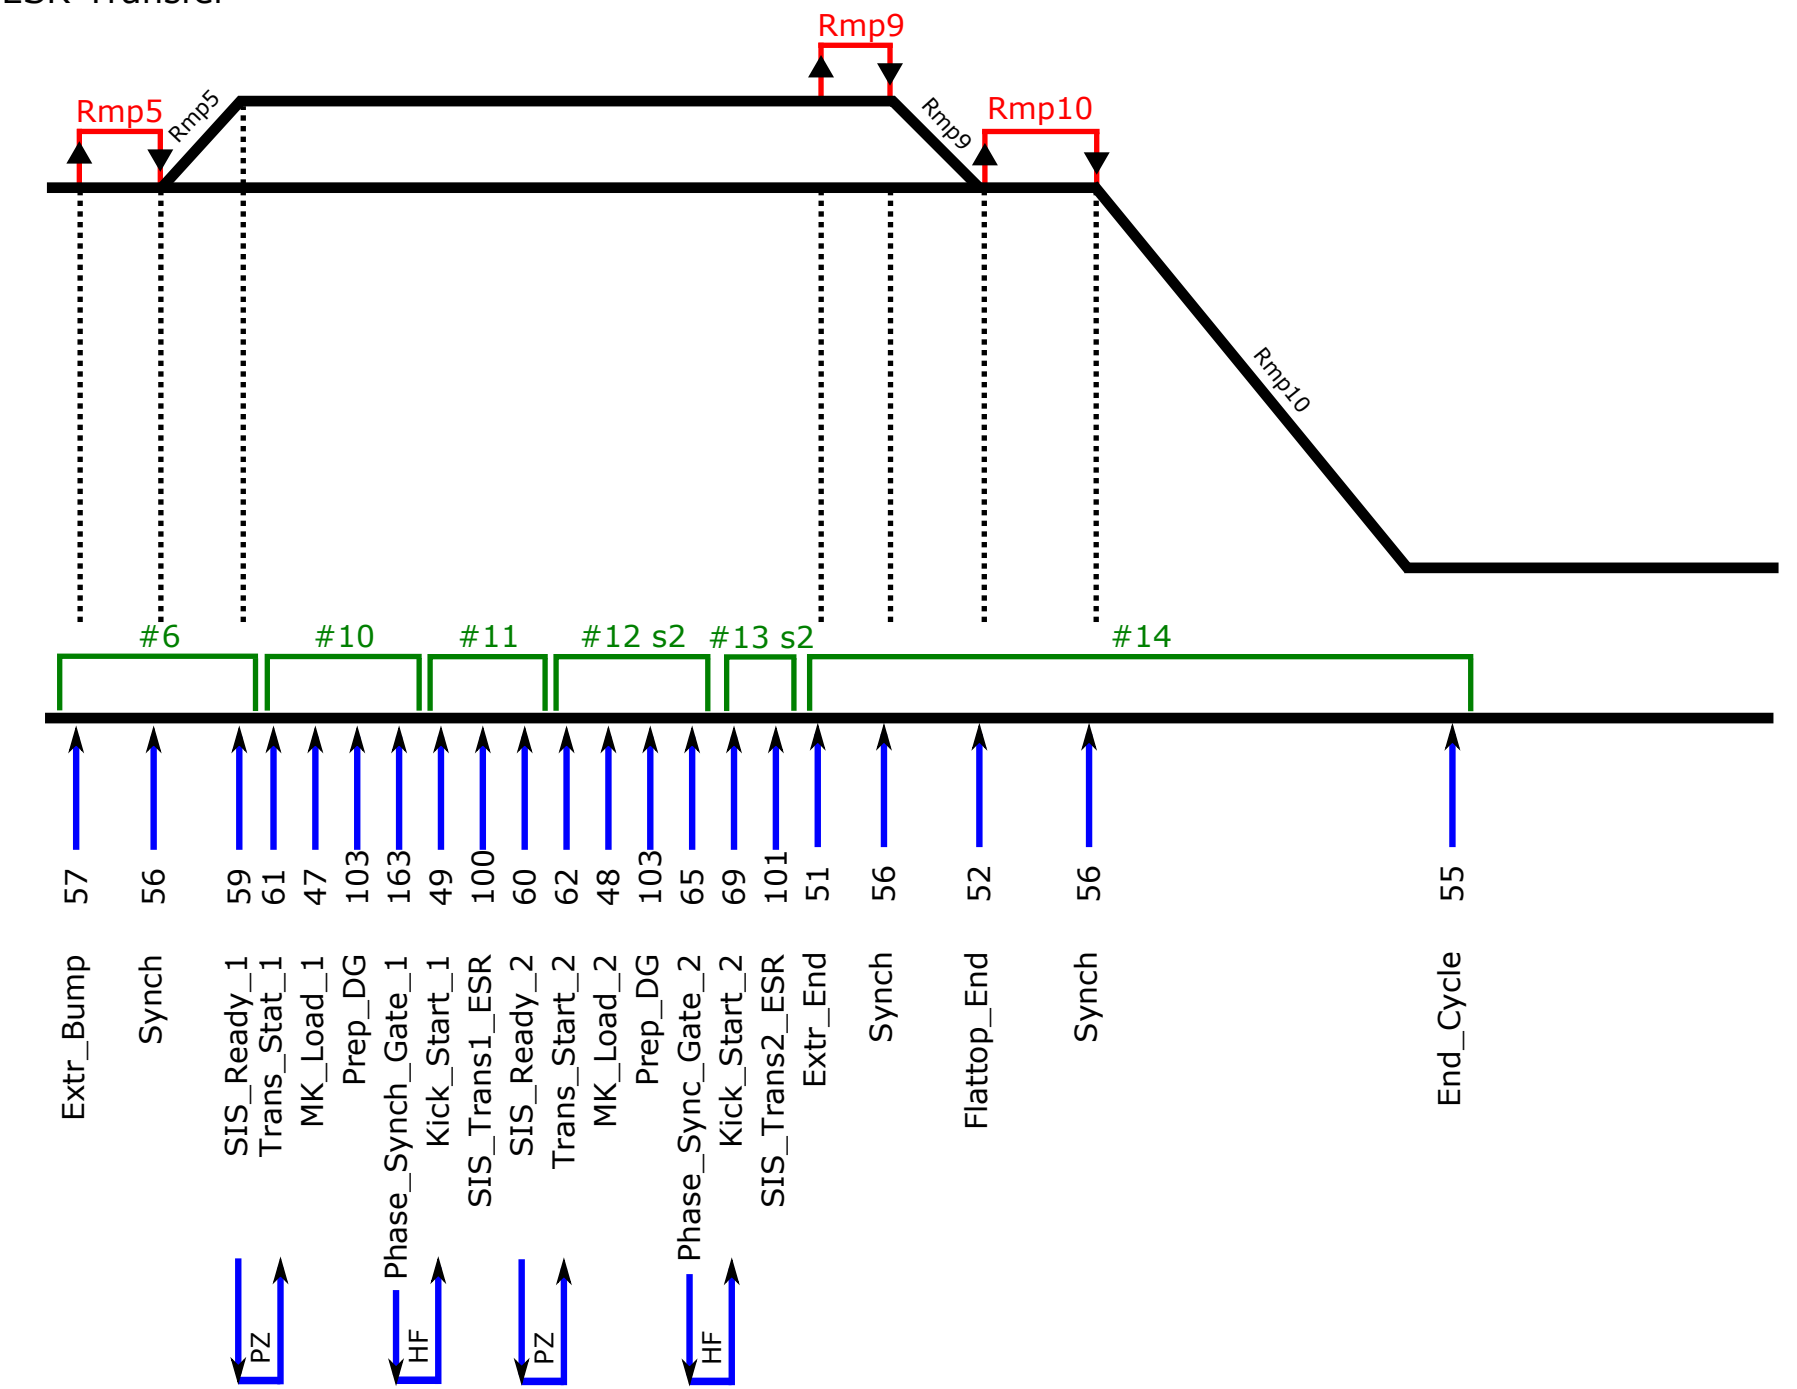 ESR Transfer
Rmp9
Rmp5
Rmp5
Rmp9
Rmp10
Rmp10
#6
#10
#11
#12 s2
#13 s2
#14
57
56
59
61
47
103
163
49
100
60
62
48
103
65
69
101
51
56
52
56
55
Extr_Bump
Synch
SIS_Ready_1
Trans_Stat_1
MK_Load_1
Prep_DG
Phase_Synch_Gate_1
Kick_Start_1
SIS_Trans1_ESR
SIS_Ready_2
Trans_Start_2
MK_Load_2
Prep_DG
Phase_Sync_Gate_2
Kick_Start_2
SIS_Trans2_ESR
Extr_End
Synch
Flattop_End
Synch
End_Cycle
PZ
HF
PZ
HF